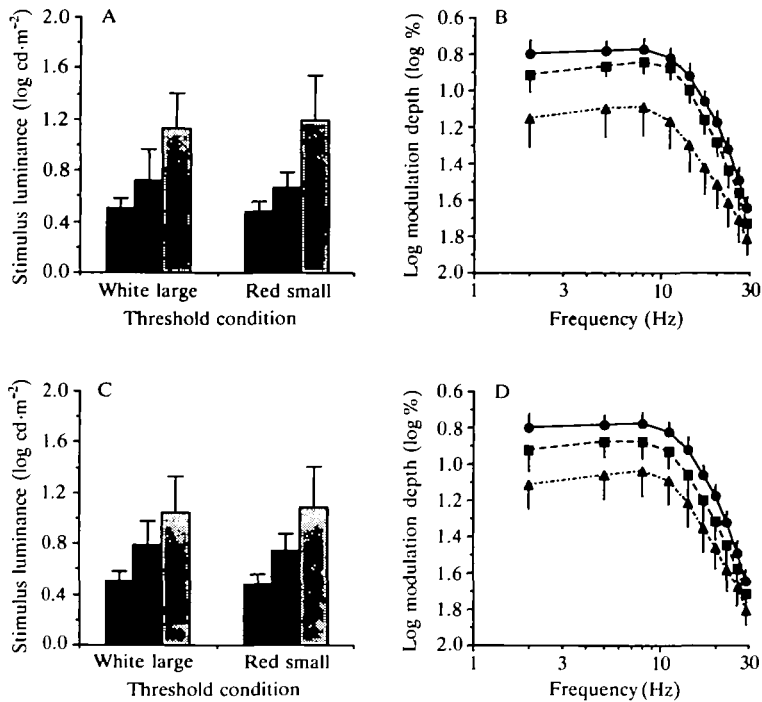 A
Stimulus luminance (log cd·m⁻²)
2.0
1.6
1.2
0.8
0.4
0.0
White large
Red small
Threshold condition
B
Log modulation depth (log %)
0.6
0.8
1.0
1.2
1.4
1.6
1.8
2.0
1
3
10
30
Frequency (Hz)
C
Stimulus luminance (log cd·m⁻²)
2.0
1.6
1.2
0.8
0.4
0.0
White large
Red small
Threshold condition
D
Log modulation depth (log %)
0.6
0.8
1.0
1.2
1.4
1.6
1.8
2.0
1
3
10
30
Frequency (Hz)